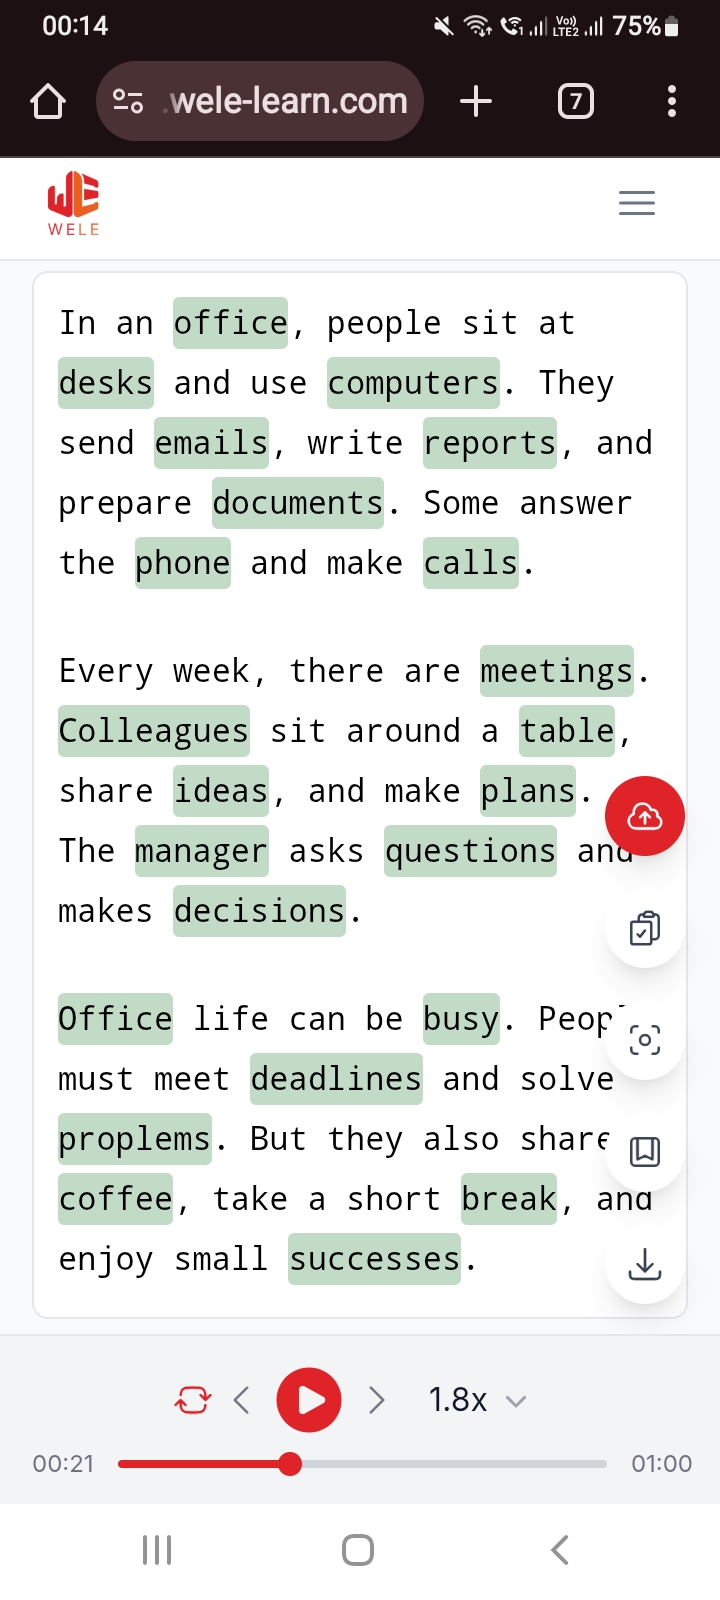 00:14
Vo))
LTE2
1
75%
.wele-learn.com
7
WELE
In an office, people sit at
desks and use computers. They
send emails, write reports, and
prepare documents. Some answer
the phone and make calls.
Every week, there are meetings.
Colleagues sit around a table,
share ideas, and make plans.
The manager asks questions and
makes decisions.
Office life can be busy.
must meet deadlines and solve
proplems. But they also share
coffee, take a short break, and
enjoy small successes.
1.8x
00:21
01:00